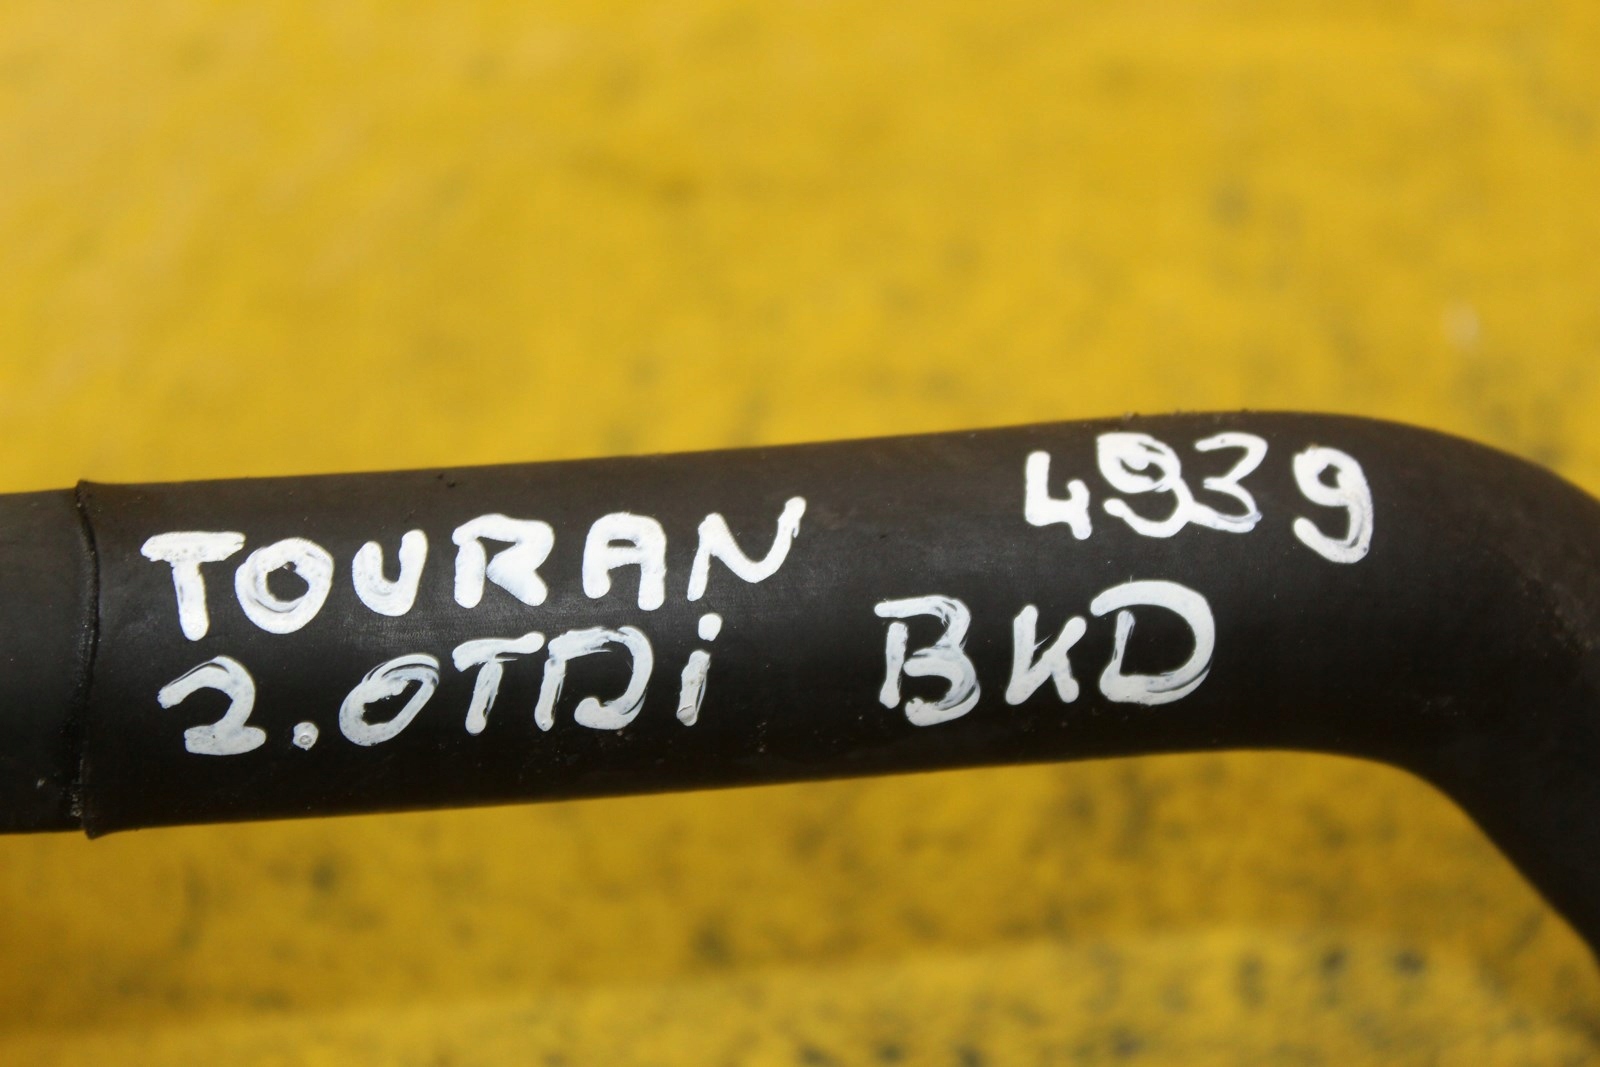 TOURAN 4939
2.0TDi BKD